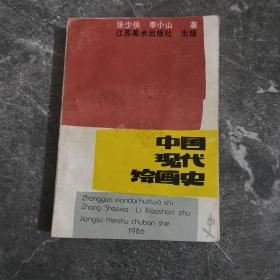 张少侠 李小山 著
江苏美术出版社 出版
中国
现代
绘画史
Zhongguo xiandai huihua shi
Zhang Shaoxia Li Xiaoshan zhu
Jiangsu meishu chuban she
1986